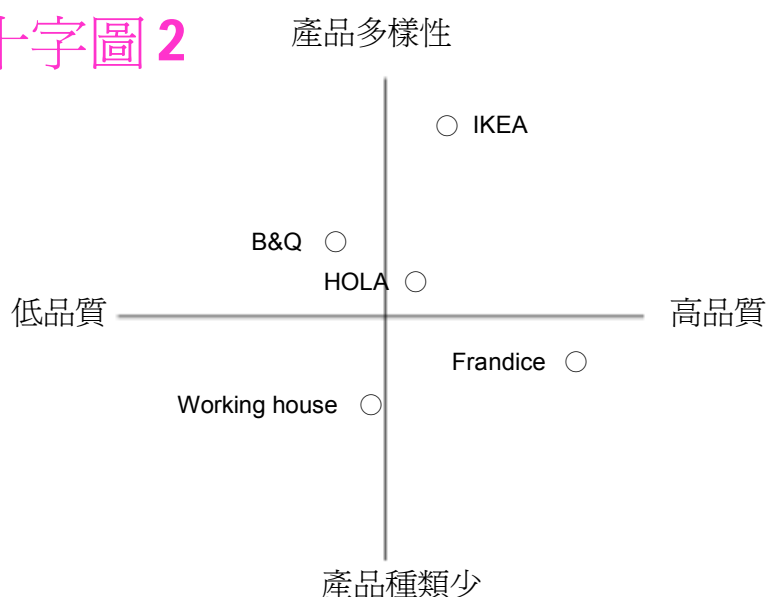 十字圖 2
產品多樣性
IKEA
B&Q
HOLA
低品質
高品質
Frandice
Working house
產品種類少